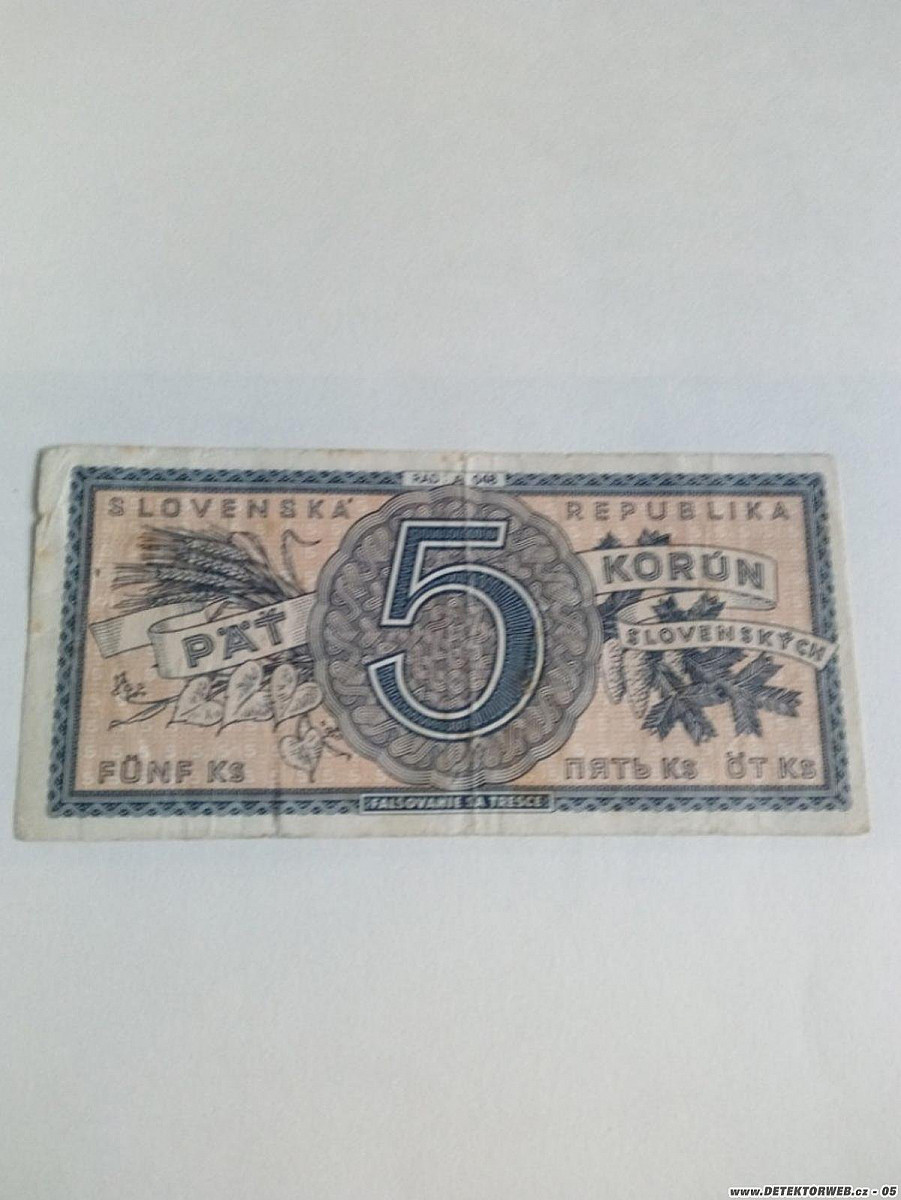 RAD A 048
SLOVENSKÁ REPUBLIKA
5
PÄŤ
KORÚN
SLOVENSKÝCH
FÜNF Ks
ПЯТЬ Ks ÖT Ks
FALŠOVANIE SA TRESCE
www.DETEKTORWEB.cz - 05